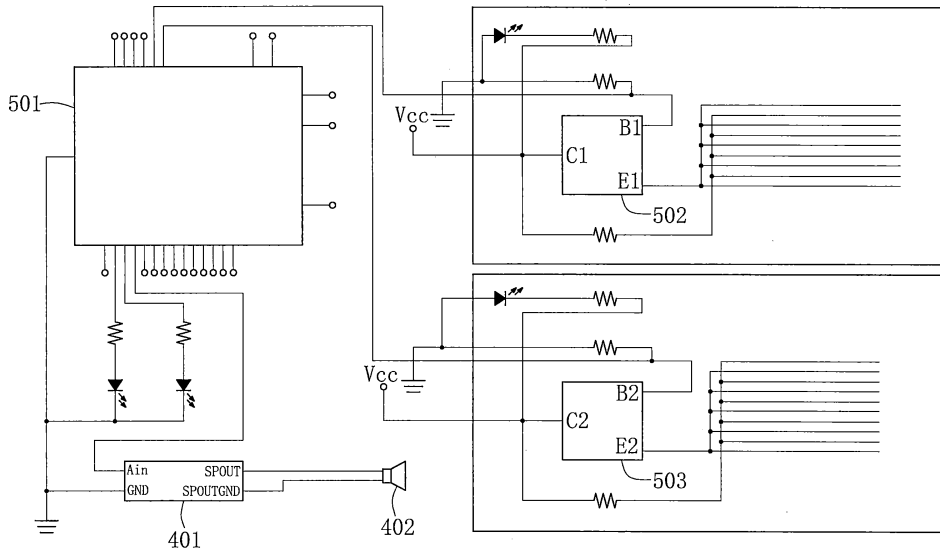 501
Vcc
B1
C1
E1
502
Vcc
B2
C2
E2
503
Ain
SPOUT
GND
SPOUTGND
401
402